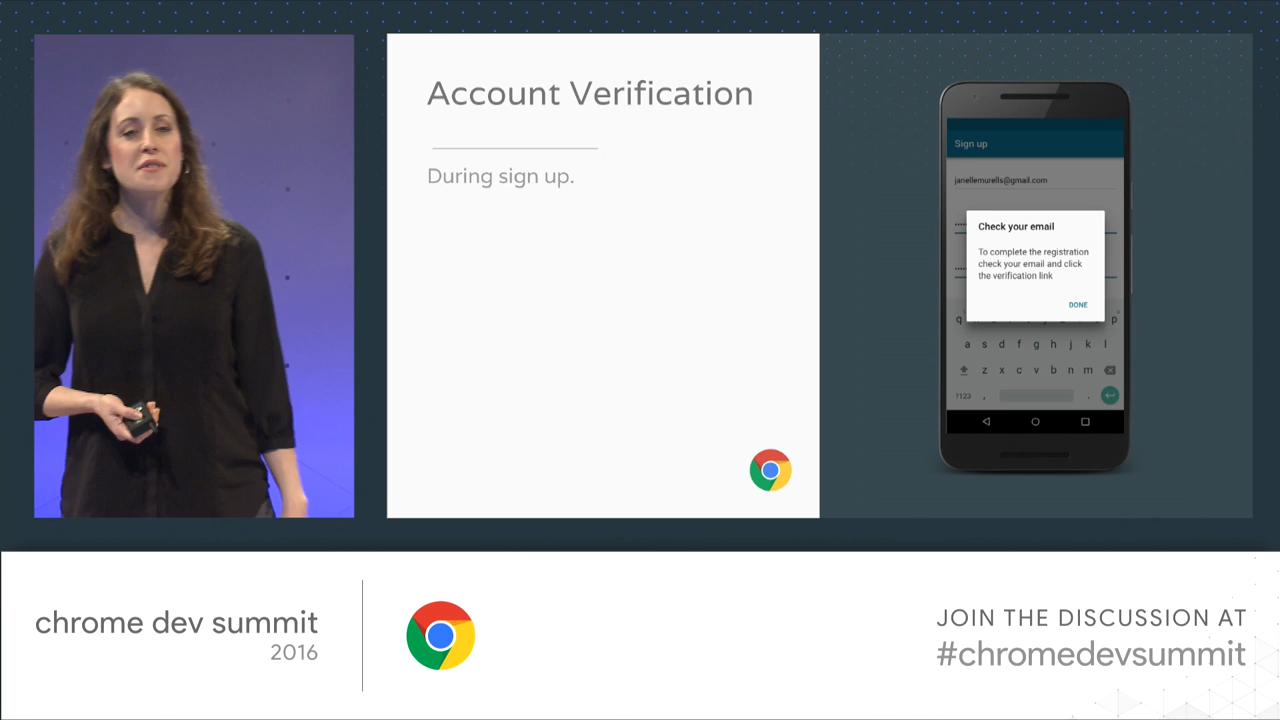 Account Verification
During sign up.
Sign up
janellemurells@gmail.com
Check your email
To complete the registration
check your email and click
the verification link
DONE
q p
a s d f g h j k l
z x c v b n m
?123 , .
chrome dev summit
2016
JOIN THE DISCUSSION AT
#chromedevsummit